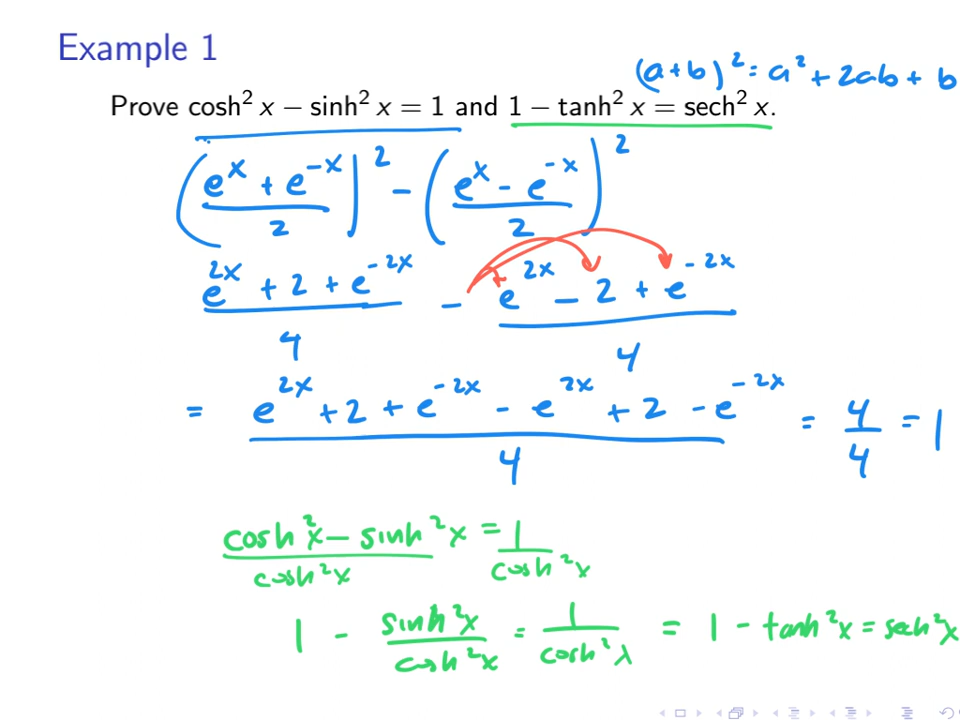 Example 1
(a+b)² = a² + 2ab + b
Prove cosh² x − sinh² x = 1 and 1 − tanh² x = sech² x.
((eˣ + e⁻ˣ)/2)² − ((eˣ − e⁻ˣ)/2)²
(e²ˣ + 2 + e⁻²ˣ)/4 − (e²ˣ − 2 + e⁻²ˣ)/4
= (e²ˣ + 2 + e⁻²ˣ − e²ˣ + 2 − e⁻²ˣ)/4 = 4/4 = 1
(cosh²x − sinh²x)/cosh²x = 1/cosh²x
1 − sinh²x/cosh²x = 1/cosh²x = 1 − tanh²x = sech²x